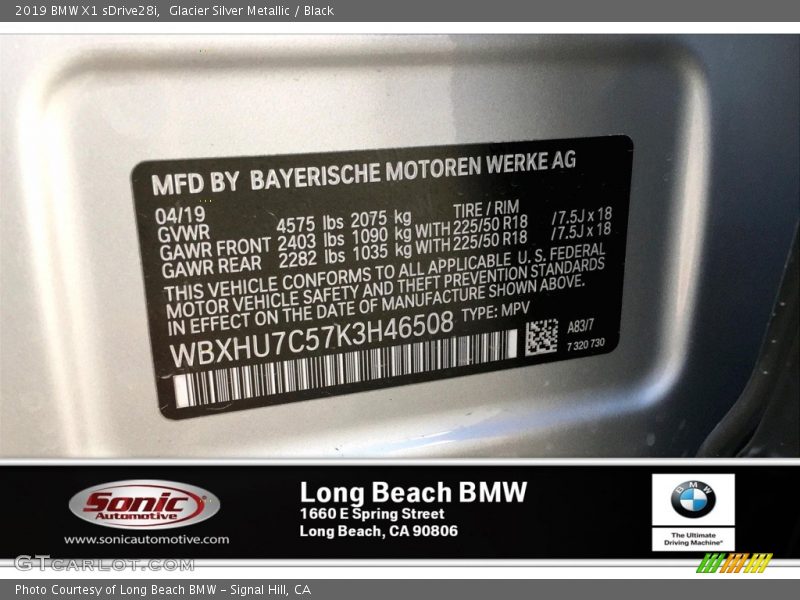 2019 BMW X1 sDrive28i,  Glacier Silver Metallic / Black
MFD BY BAYERISCHE MOTOREN WERKE AG
04/19 TIRE / RIM
GVWR 4575 lbs 2075 kg
GAWR FRONT 2403 lbs 1090 kg WITH 225/50 R18 /7.5J x 18
GAWR REAR 2282 lbs 1035 kg WITH 225/50 R18 /7.5J x 18
THIS VEHICLE CONFORMS TO ALL APPLICABLE U. S. FEDERAL
MOTOR VEHICLE SAFETY AND THEFT PREVENTION STANDARDS
IN EFFECT ON THE DATE OF MANUFACTURE SHOWN ABOVE.
WBXHU7C57K3H46508 TYPE: MPV
A83/7
7 320 730
Sonic
Automotive
www.sonicautomotive.com
Long Beach BMW
1660 E Spring Street
Long Beach, CA 90806
BMW
The Ultimate
Driving Machine®
GTcarlot.com
Photo Courtesy of Long Beach BMW - Signal Hill, CA